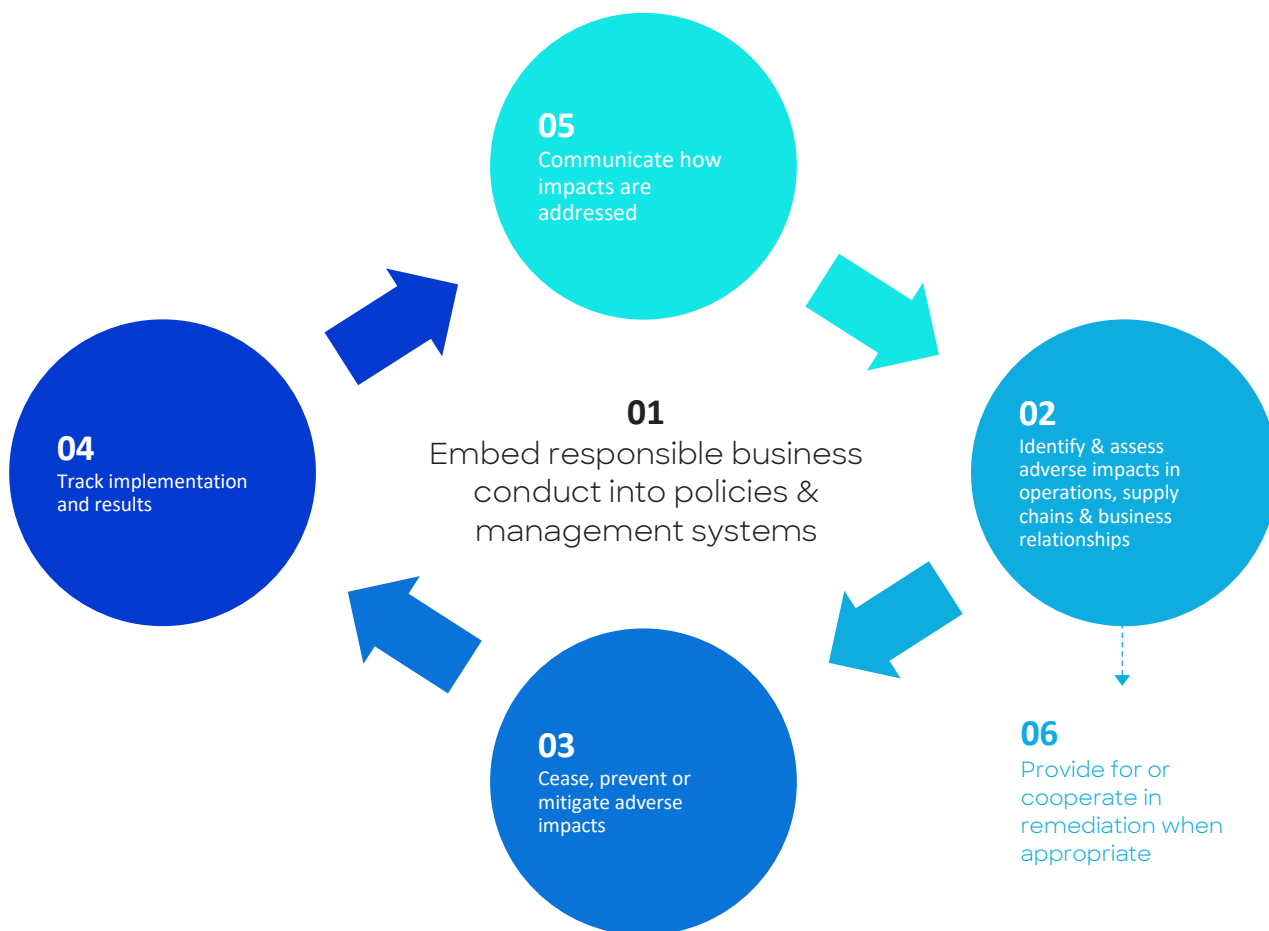 05
Communicate how
impacts are
addressed
01
Embed responsible business
conduct into policies &
management systems
02
Identify & assess
adverse impacts in
operations, supply
chains & business
relationships
04
Track implementation
and results
03
Cease, prevent or
mitigate adverse
impacts
06
Provide for or
cooperate in
remediation when
appropriate